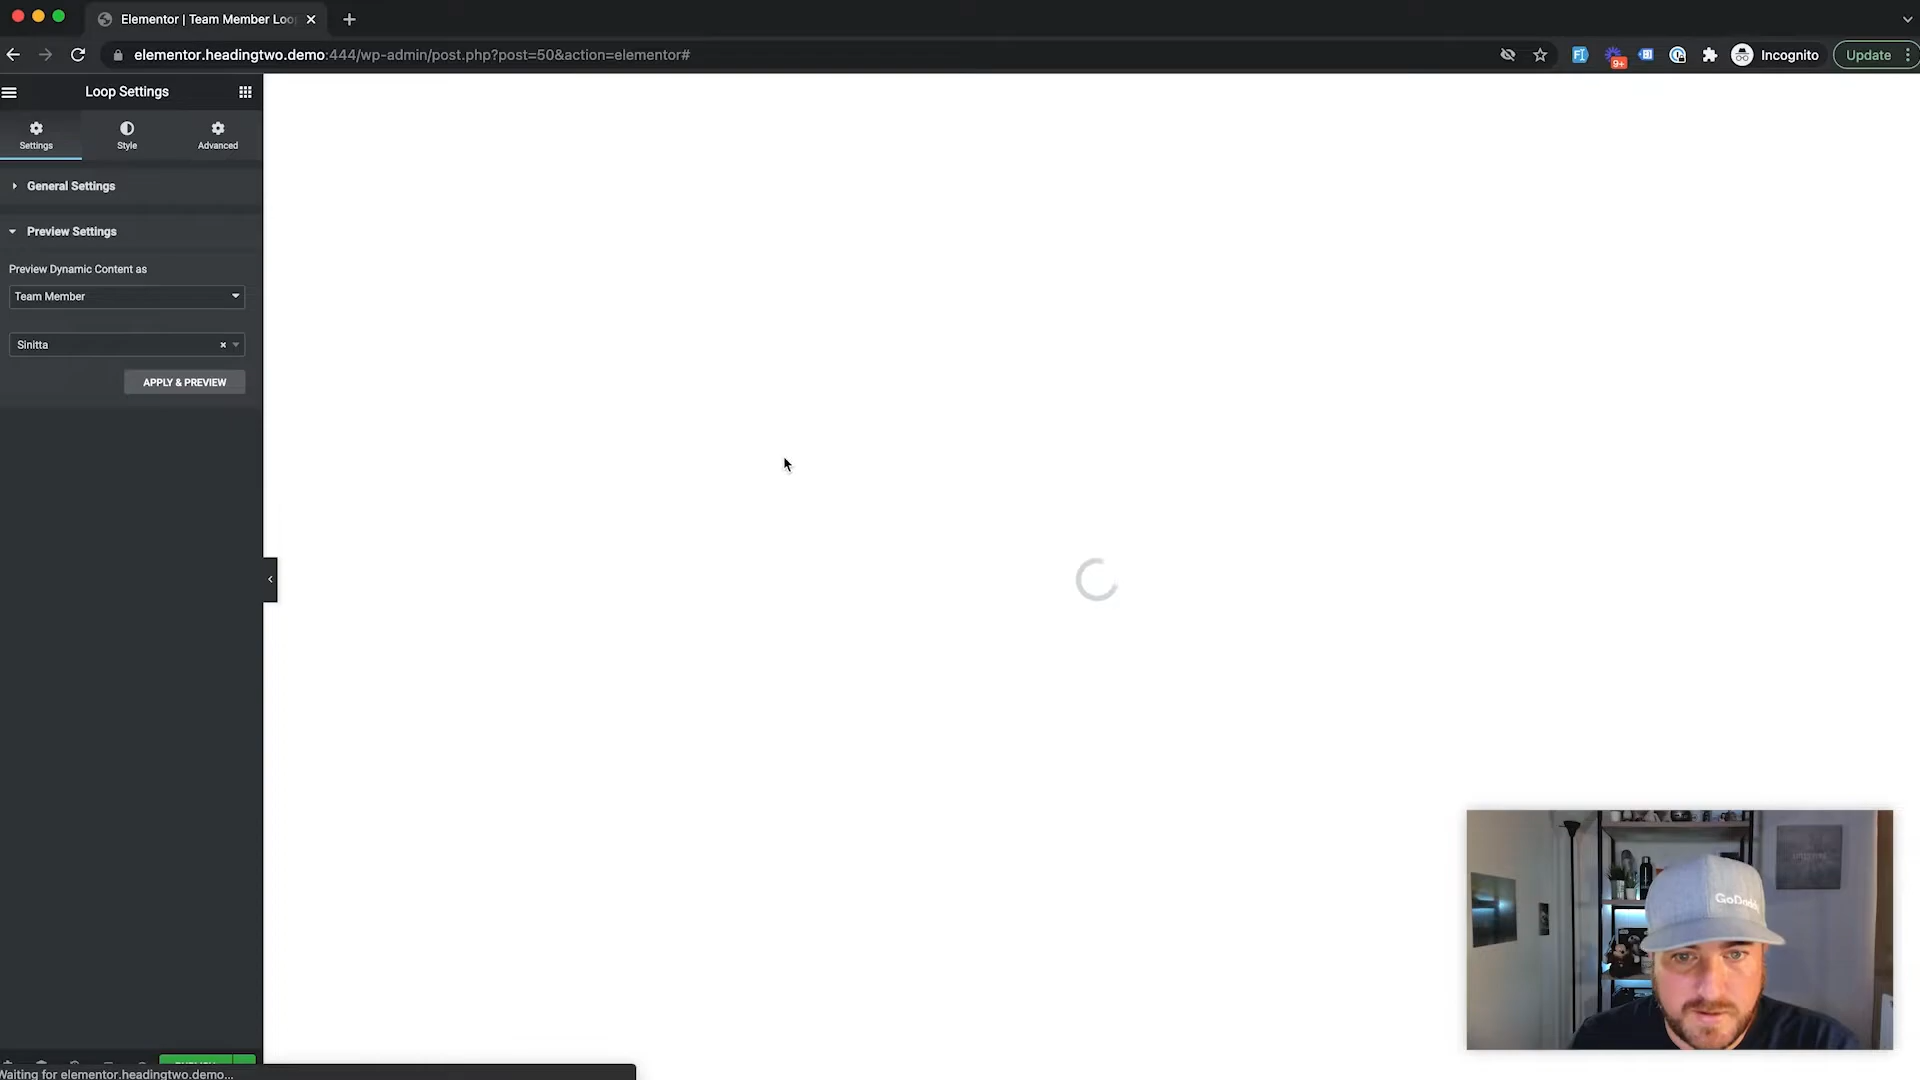 Elementor | Team Member Loo
elementor.headingtwo.demo:444/wp-admin/post.php?post=50&action=elementor#
9+
Incognito
Update
Loop Settings
Settings
Style
Advanced
General Settings
Preview Settings
Preview Dynamic Content as
Team Member
Sinitta
APPLY & PREVIEW
Waiting for elementor.headingtwo.demo...